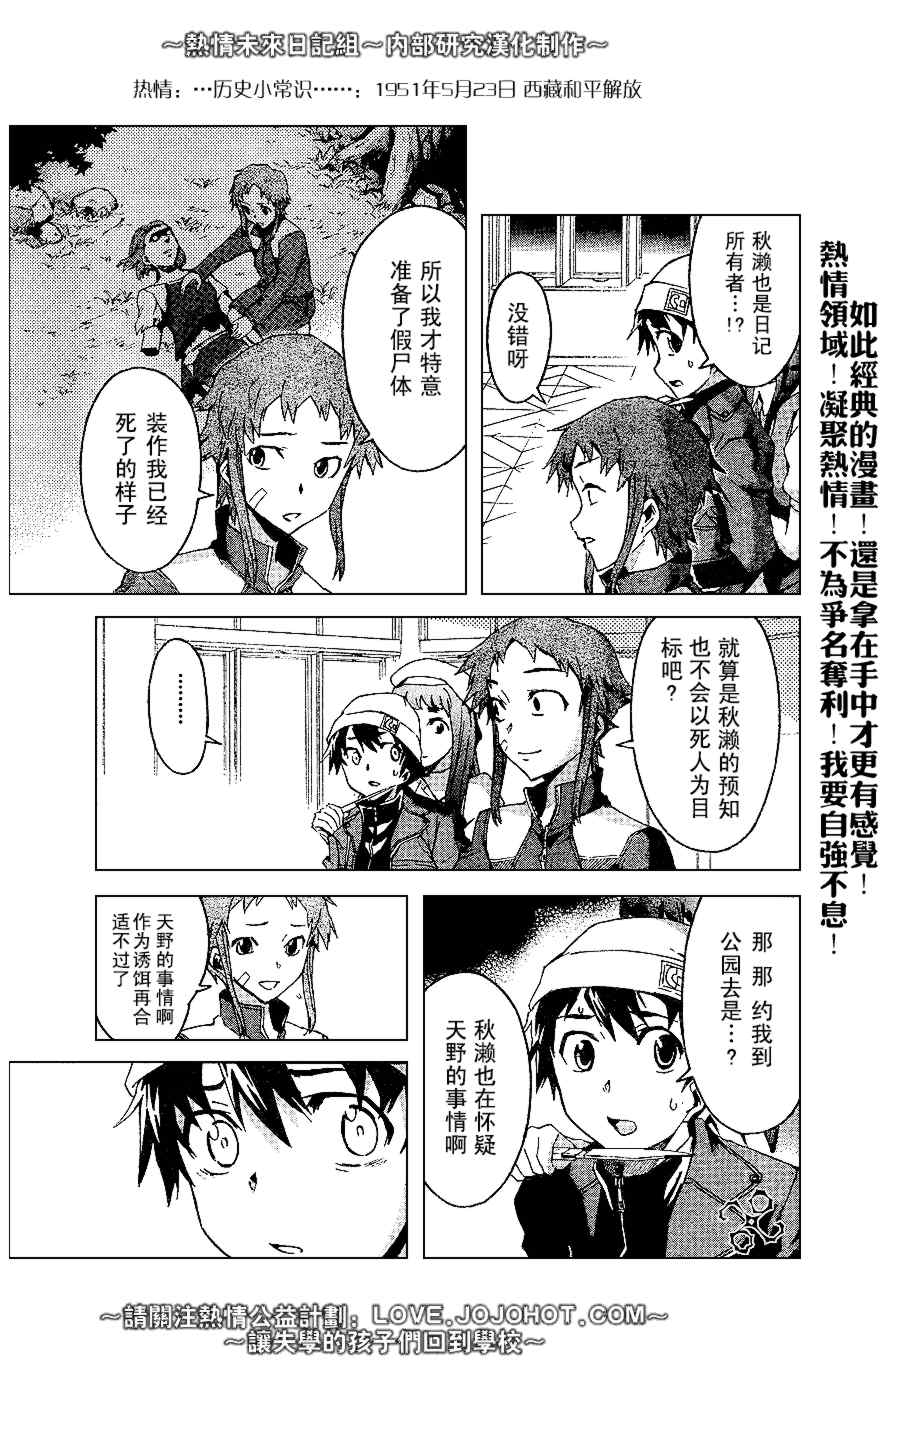 ～熱情未來日記組～內部研究漢化制作～
热情：…历史小常识……：1951年5月23日 西藏和平解放
秋濑也是日记
所有者…!?
没错呀
所以我才特意
准备了假尸体
装作我已经
死了的样子
就算是秋濑的预知
也不会以死人为目
标吧？
………
那 那 约我到
公园去是…？
秋濑也在怀疑
天野的事情啊
天野的事情啊
作为诱饵再合
适不过了
如此經典的漫畫！還是拿在手中才更有感覺！
熱情領域！凝聚熱情！不為爭名奪利！我要自強不息！
～請關注熱情公益計劃：LOVE.JOJOHOT.COM～
～讓失學的孩子們回到學校～